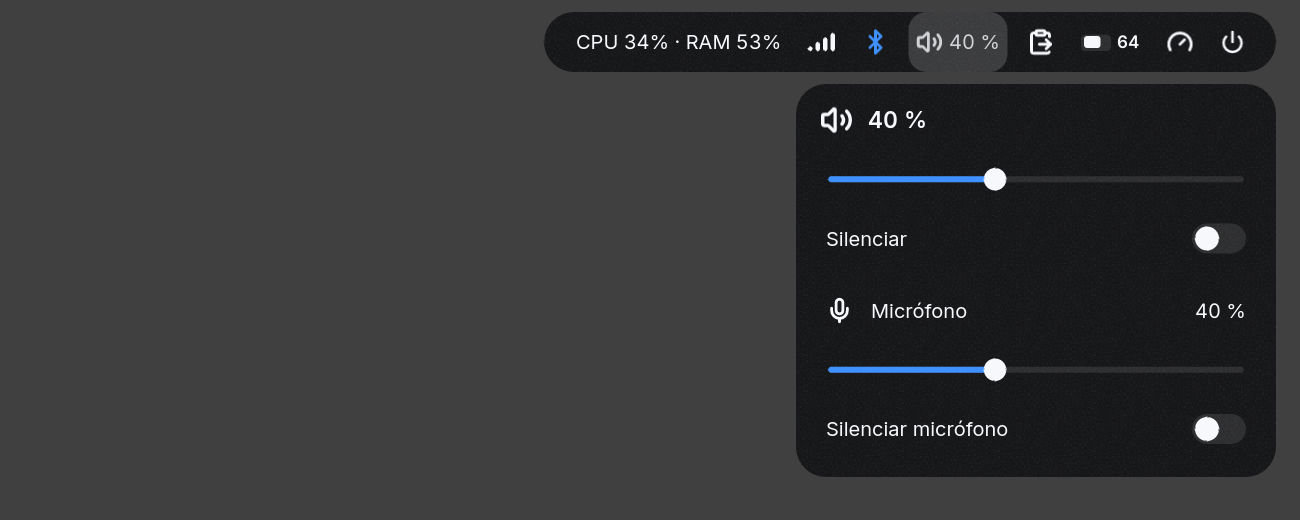 CPU 34% · RAM 53% 40 % 64
40 %
Silenciar
Micrófono 40 %
Silenciar micrófono